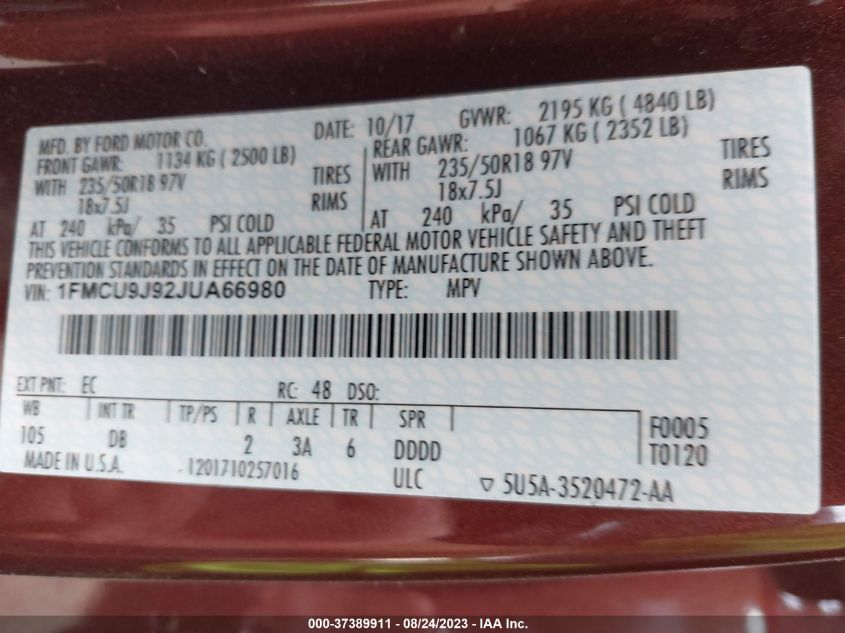 MFD. BY FORD MOTOR CO.
DATE: 10/17 GVWR: 2195 KG ( 4840 LB)
FRONT GAWR: 1134 KG ( 2500 LB)
REAR GAWR: 1067 KG ( 2352 LB)
WITH 235/50R18 97V TIRES
WITH 235/50R18 97V TIRES
18x7.5J RIMS
18x7.5J RIMS
AT 240 kPa/ 35 PSI COLD
AT 240 kPa/ 35 PSI COLD
THIS VEHICLE CONFORMS TO ALL APPLICABLE FEDERAL MOTOR VEHICLE SAFETY AND THEFT
PREVENTION STANDARDS IN EFFECT ON THE DATE OF MANUFACTURE SHOWN ABOVE.
VIN: 1FMCU9J92JUA66980 TYPE: MPV
EXT PNT: EC RC: 48 DSO:
WB INT TR TP/PS R AXLE TR SPR F0005
105 DB 2 3A 6 DDDD T0120
MADE IN U.S.A. 1201710257016 ULC ▽ 5U5A-3520472-AA
000-37389911 - 08/24/2023 - IAA Inc.